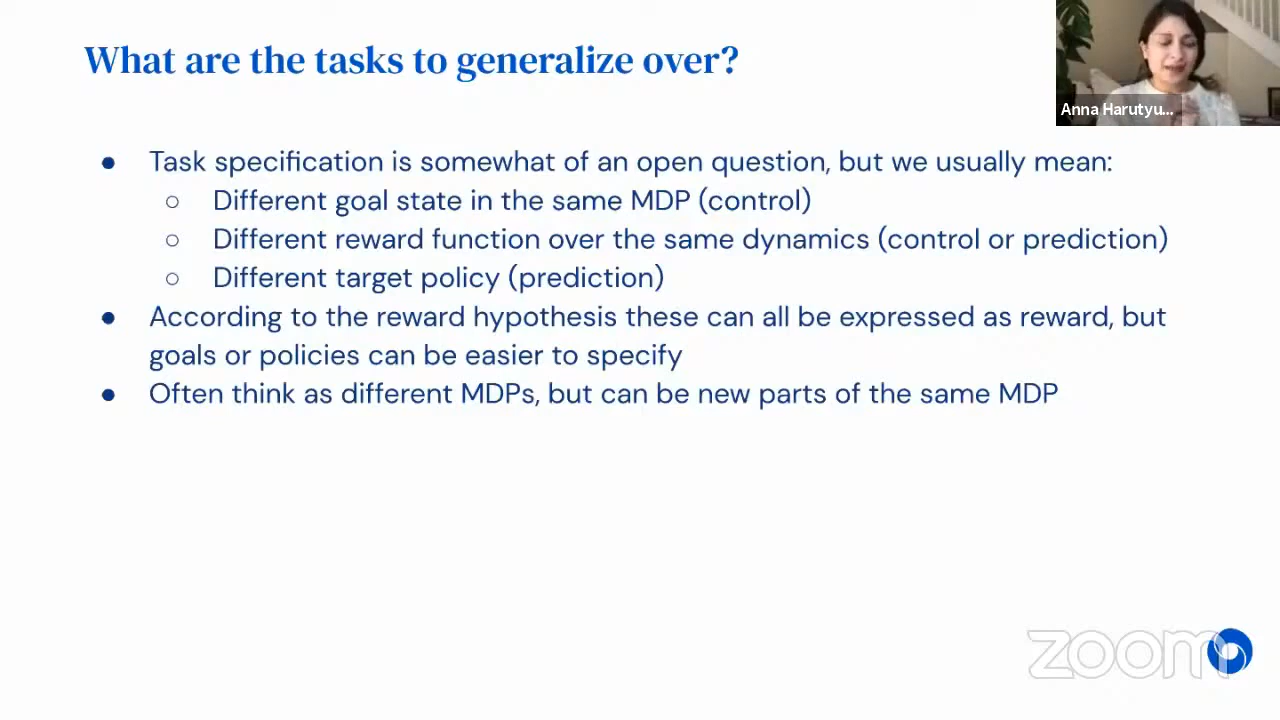 What are the tasks to generalize over?
Anna Harutyu...
● Task specification is somewhat of an open question, but we usually mean:
○ Different goal state in the same MDP (control)
○ Different reward function over the same dynamics (control or prediction)
○ Different target policy (prediction)
● According to the reward hypothesis these can all be expressed as reward, but
goals or policies can be easier to specify
● Often think as different MDPs, but can be new parts of the same MDP
zoom